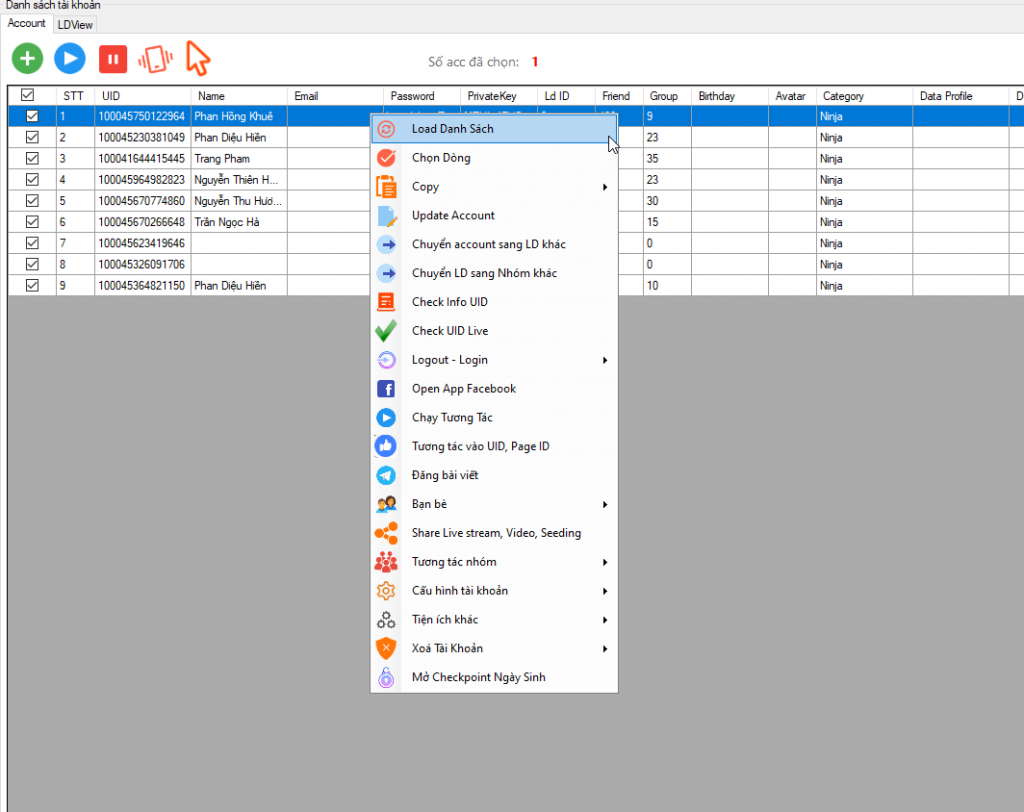 Danh sách tài khoản
Account LDView
Số acc đã chọn: 1
STT UID Name Email Password PrivateKey Ld ID Friend Group Birthday Avatar Category Data Profile D
1 100045750122964 Phan Hồng Khuê 9 Ninja
2 100045230381049 Phan Diệu Hiền 23 Ninja
3 100041644415445 Trang Pham 35 Ninja
4 100045964982823 Nguyễn Thiên H... 23 Ninja
5 100045670774860 Nguyễn Thu Hươ... 30 Ninja
6 100045670266648 Trần Ngọc Hà 15 Ninja
7 100045623419646 0 Ninja
8 100045326091706 0 Ninja
9 100045364821150 Phan Diệu Hiền 10 Ninja
Load Danh Sách
Chọn Dòng
Copy
Update Account
Chuyển account sang LD khác
Chuyển LD sang Nhóm khác
Check Info UID
Check UID Live
Logout - Login
Open App Facebook
Chạy Tương Tác
Tương tác vào UID, Page ID
Đăng bài viết
Bạn bè
Share Live stream, Video, Seeding
Tương tác nhóm
Cấu hình tài khoản
Tiện ích khác
Xoá Tài Khoản
Mở Checkpoint Ngày Sinh